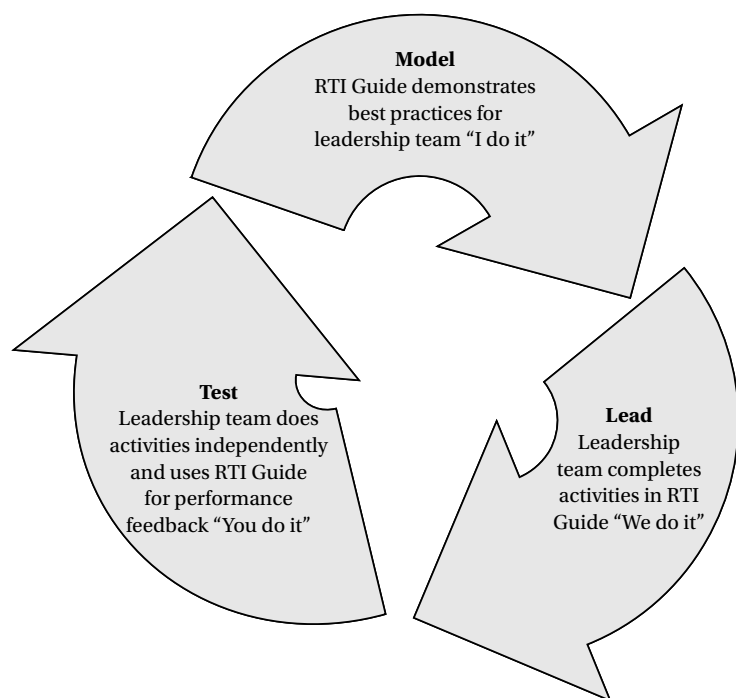 Model
RTI Guide demonstrates
best practices for
leadership team “I do it”
Lead
Leadership
team completes
activities in RTI
Guide “We do it”
Test
Leadership team does
activities independently
and uses RTI Guide
for performance
feedback “You do it”